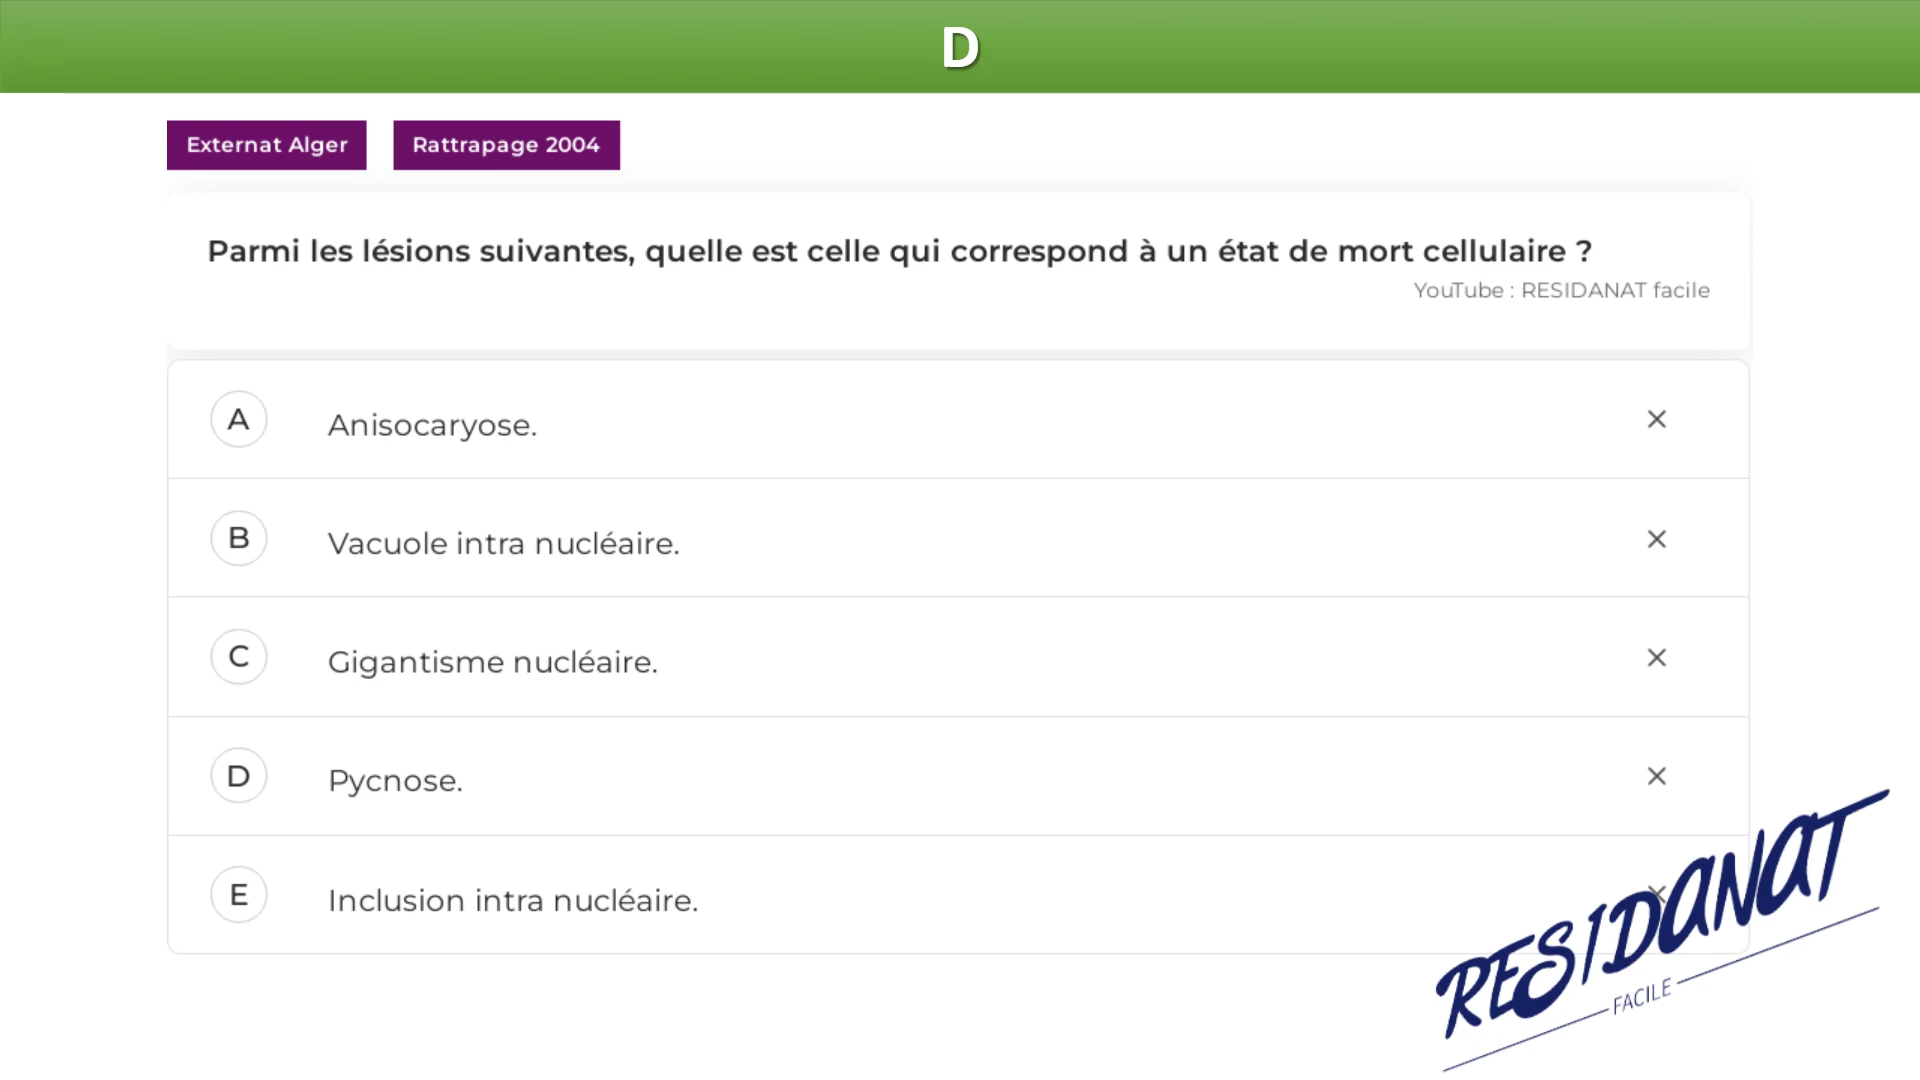 D
Externat Alger
Rattrapage 2004
Parmi les lésions suivantes, quelle est celle qui correspond à un état de mort cellulaire ?
YouTube : RESIDANAT facile
A Anisocaryose. ×
B Vacuole intra nucléaire. ×
C Gigantisme nucléaire. ×
D Pycnose. ×
E Inclusion intra nucléaire. ×
RESIDANAT
FACILE